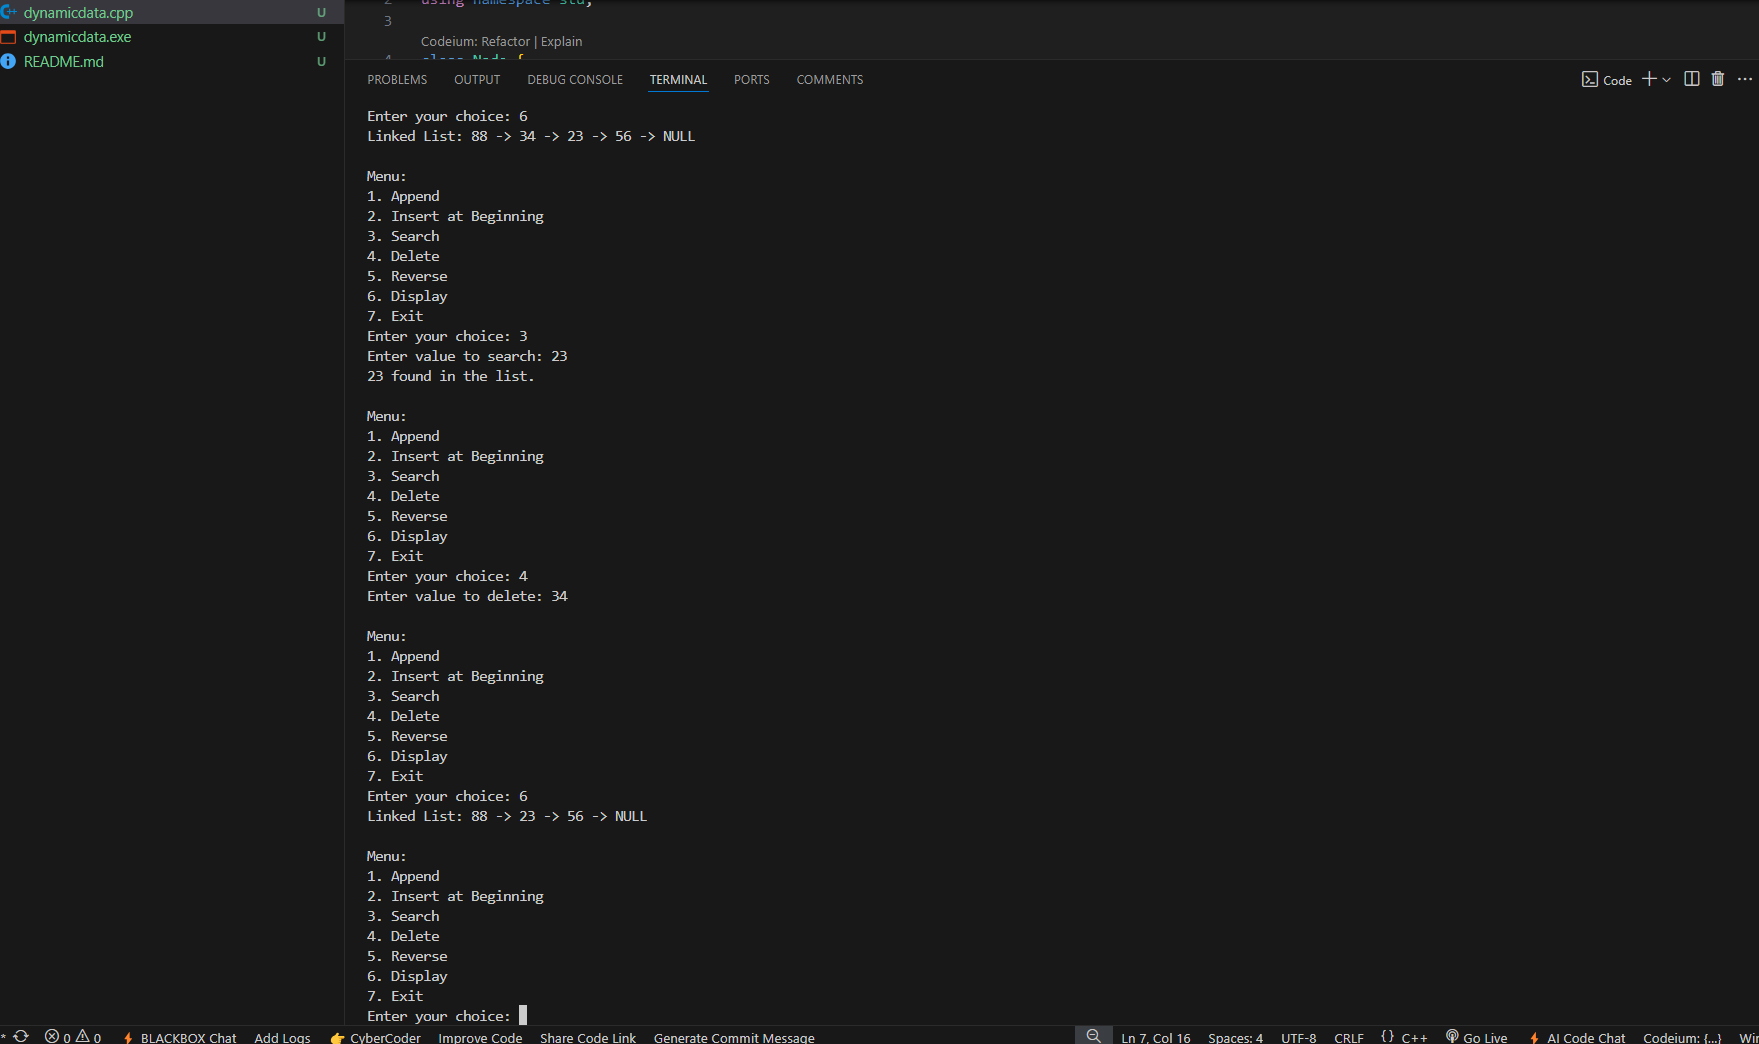 dynamicdata.cpp U
dynamicdata.exe U
README.md U
2 using namespace std;
3
Codeium: Refactor | Explain
4 class Node {
PROBLEMS OUTPUT DEBUG CONSOLE TERMINAL PORTS COMMENTS
Code
Enter your choice: 6
Linked List: 88 -> 34 -> 23 -> 56 -> NULL
Menu:
1. Append
2. Insert at Beginning
3. Search
4. Delete
5. Reverse
6. Display
7. Exit
Enter your choice: 3
Enter value to search: 23
23 found in the list.
Menu:
1. Append
2. Insert at Beginning
3. Search
4. Delete
5. Reverse
6. Display
7. Exit
Enter your choice: 4
Enter value to delete: 34
Menu:
1. Append
2. Insert at Beginning
3. Search
4. Delete
5. Reverse
6. Display
7. Exit
Enter your choice: 6
Linked List: 88 -> 23 -> 56 -> NULL
Menu:
1. Append
2. Insert at Beginning
3. Search
4. Delete
5. Reverse
6. Display
7. Exit
Enter your choice:
* 0 0 BLACKBOX Chat Add Logs CyberCoder Improve Code Share Code Link Generate Commit Message Ln 7, Col 16 Spaces: 4 UTF-8 CRLF {} C++ Go Live AI Code Chat Codeium: {...} Win